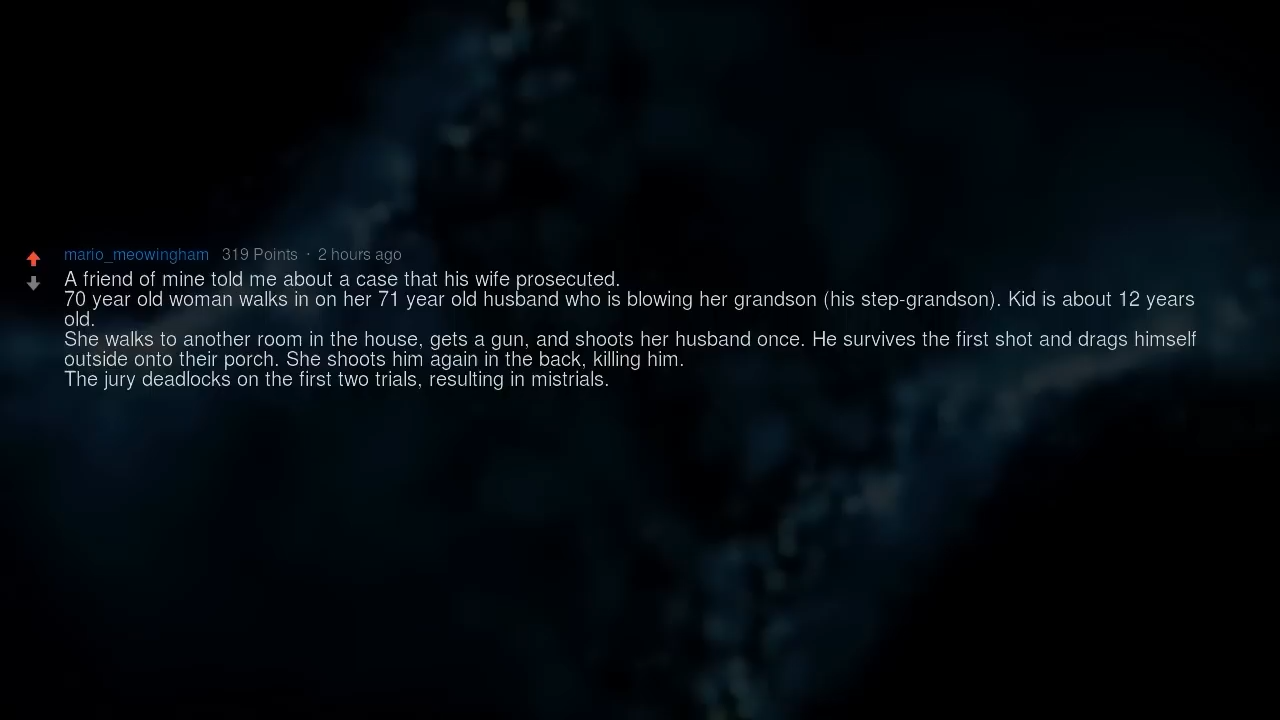 mario_meowingham 319 Points · 2 hours ago
A friend of mine told me about a case that his wife prosecuted.
70 year old woman walks in on her 71 year old husband who is blowing her grandson (his step-grandson). Kid is about 12 years
old.
She walks to another room in the house, gets a gun, and shoots her husband once. He survives the first shot and drags himself
outside onto their porch. She shoots him again in the back, killing him.
The jury deadlocks on the first two trials, resulting in mistrials.